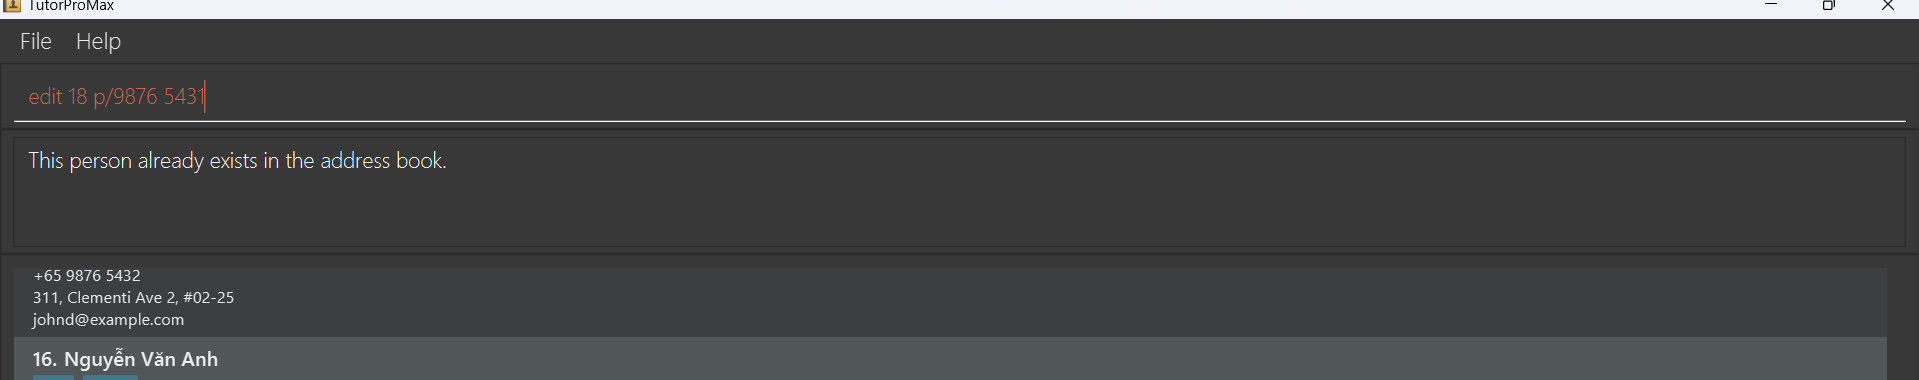 TutorProMax
File Help
edit 18 p/9876 5431
This person already exists in the address book.
+65 9876 5432
311, Clementi Ave 2, #02-25
johnd@example.com
16. Nguyễn Văn Anh